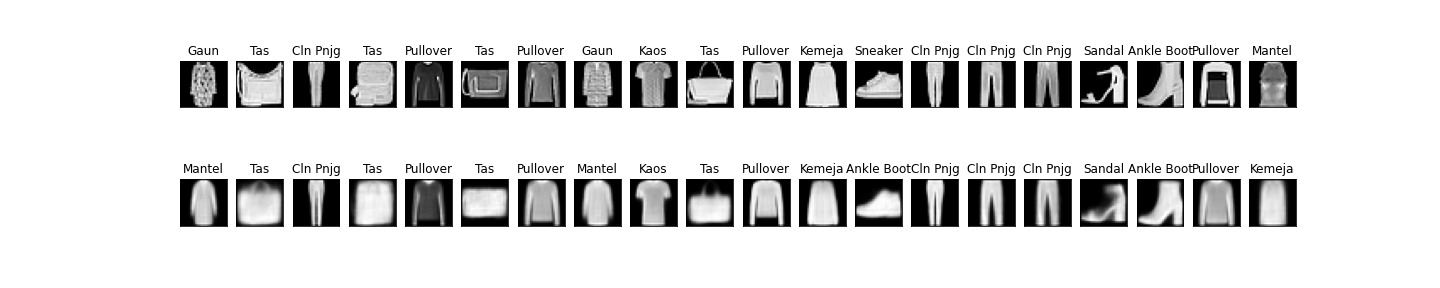 Gaun Tas Cln Pnjg Tas Pullover Tas Pullover Gaun Kaos Tas Pullover Kemeja Sneaker Cln Pnjg Cln Pnjg Cln Pnjg Sandal Ankle Boot Pullover Mantel
Mantel Tas Cln Pnjg Tas Pullover Tas Pullover Mantel Kaos Tas Pullover Kemeja Ankle Boot Cln Pnjg Cln Pnjg Cln Pnjg Sandal Ankle Boot Pullover Kemeja